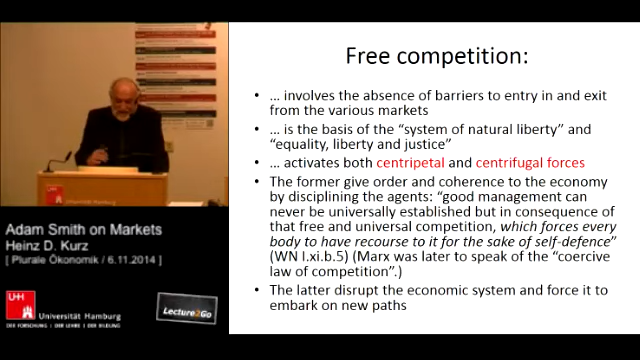 Free competition:
• … involves the absence of barriers to entry in and exit
from the various markets
• … is the basis of the “system of natural liberty” and
“equality, liberty and justice”
• … activates both centripetal and centrifugal forces
• The former give order and coherence to the economy
by disciplining the agents: “good management can
never be universally established but in consequence of
that free and universal competition, which forces every
body to have recourse to it for the sake of self-defence”
(WN I.xi.b.5) (Marx was later to speak of the “coercive
law of competition”.)
• The latter disrupt the economic system and force it to
embark on new paths
Adam Smith on Markets
Heinz D. Kurz
[ Plurale Ökonomik / 6.11.2014 ]
UH
Universität Hamburg
DER FORSCHUNG | DER LEHRE | DER BILDUNG
Lecture2Go